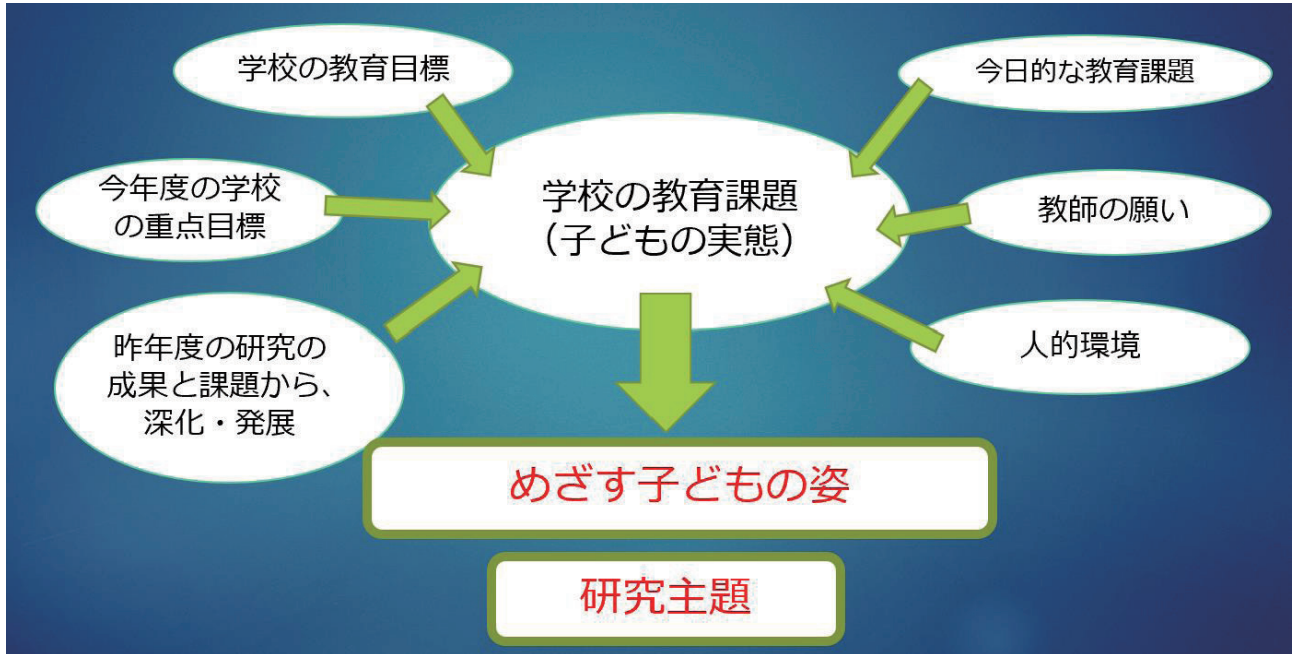 学校の教育目標
今日的な教育課題
今年度の学校
の重点目標
学校の教育課題
（子どもの実態）
教師の願い
昨年度の研究の
成果と課題から、
深化・発展
人的環境
めざす子どもの姿
研究主題